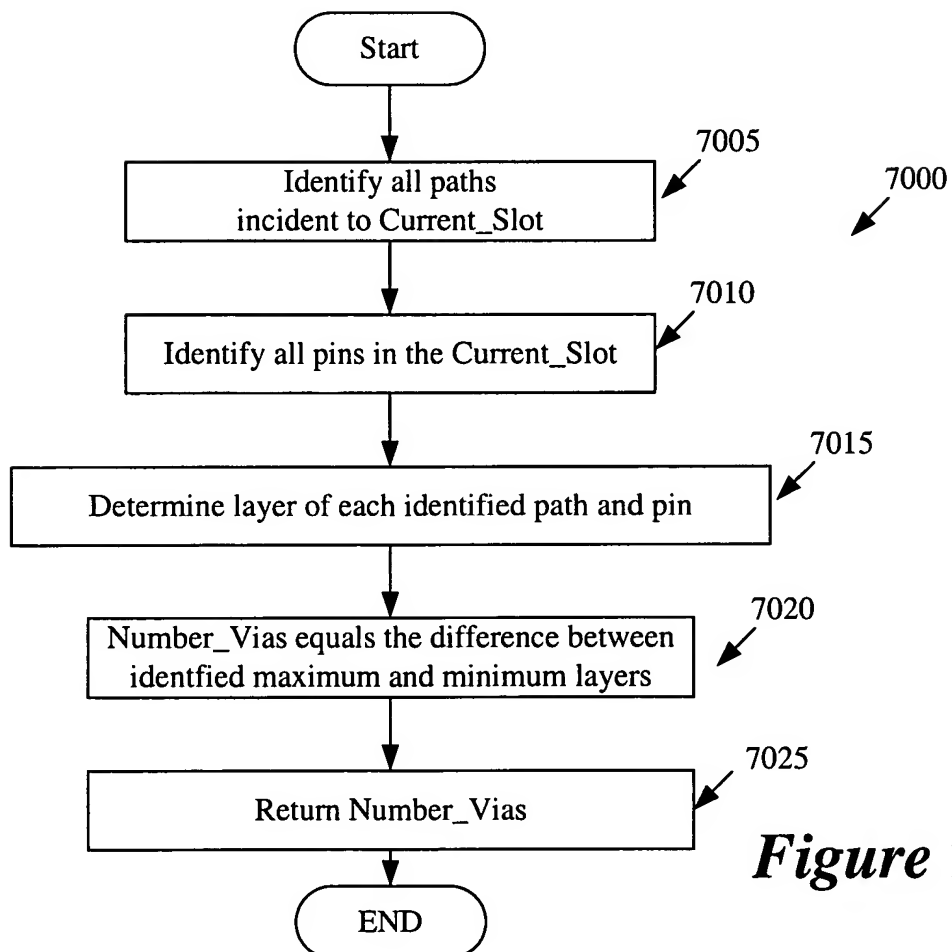 Start
7005
Identify all paths
incident to Current_Slot
7000
7010
Identify all pins in the Current_Slot
7015
Determine layer of each identified path and pin
7020
Number_Vias equals the difference between
identfied maximum and minimum layers
7025
Return Number_Vias
Figure
END